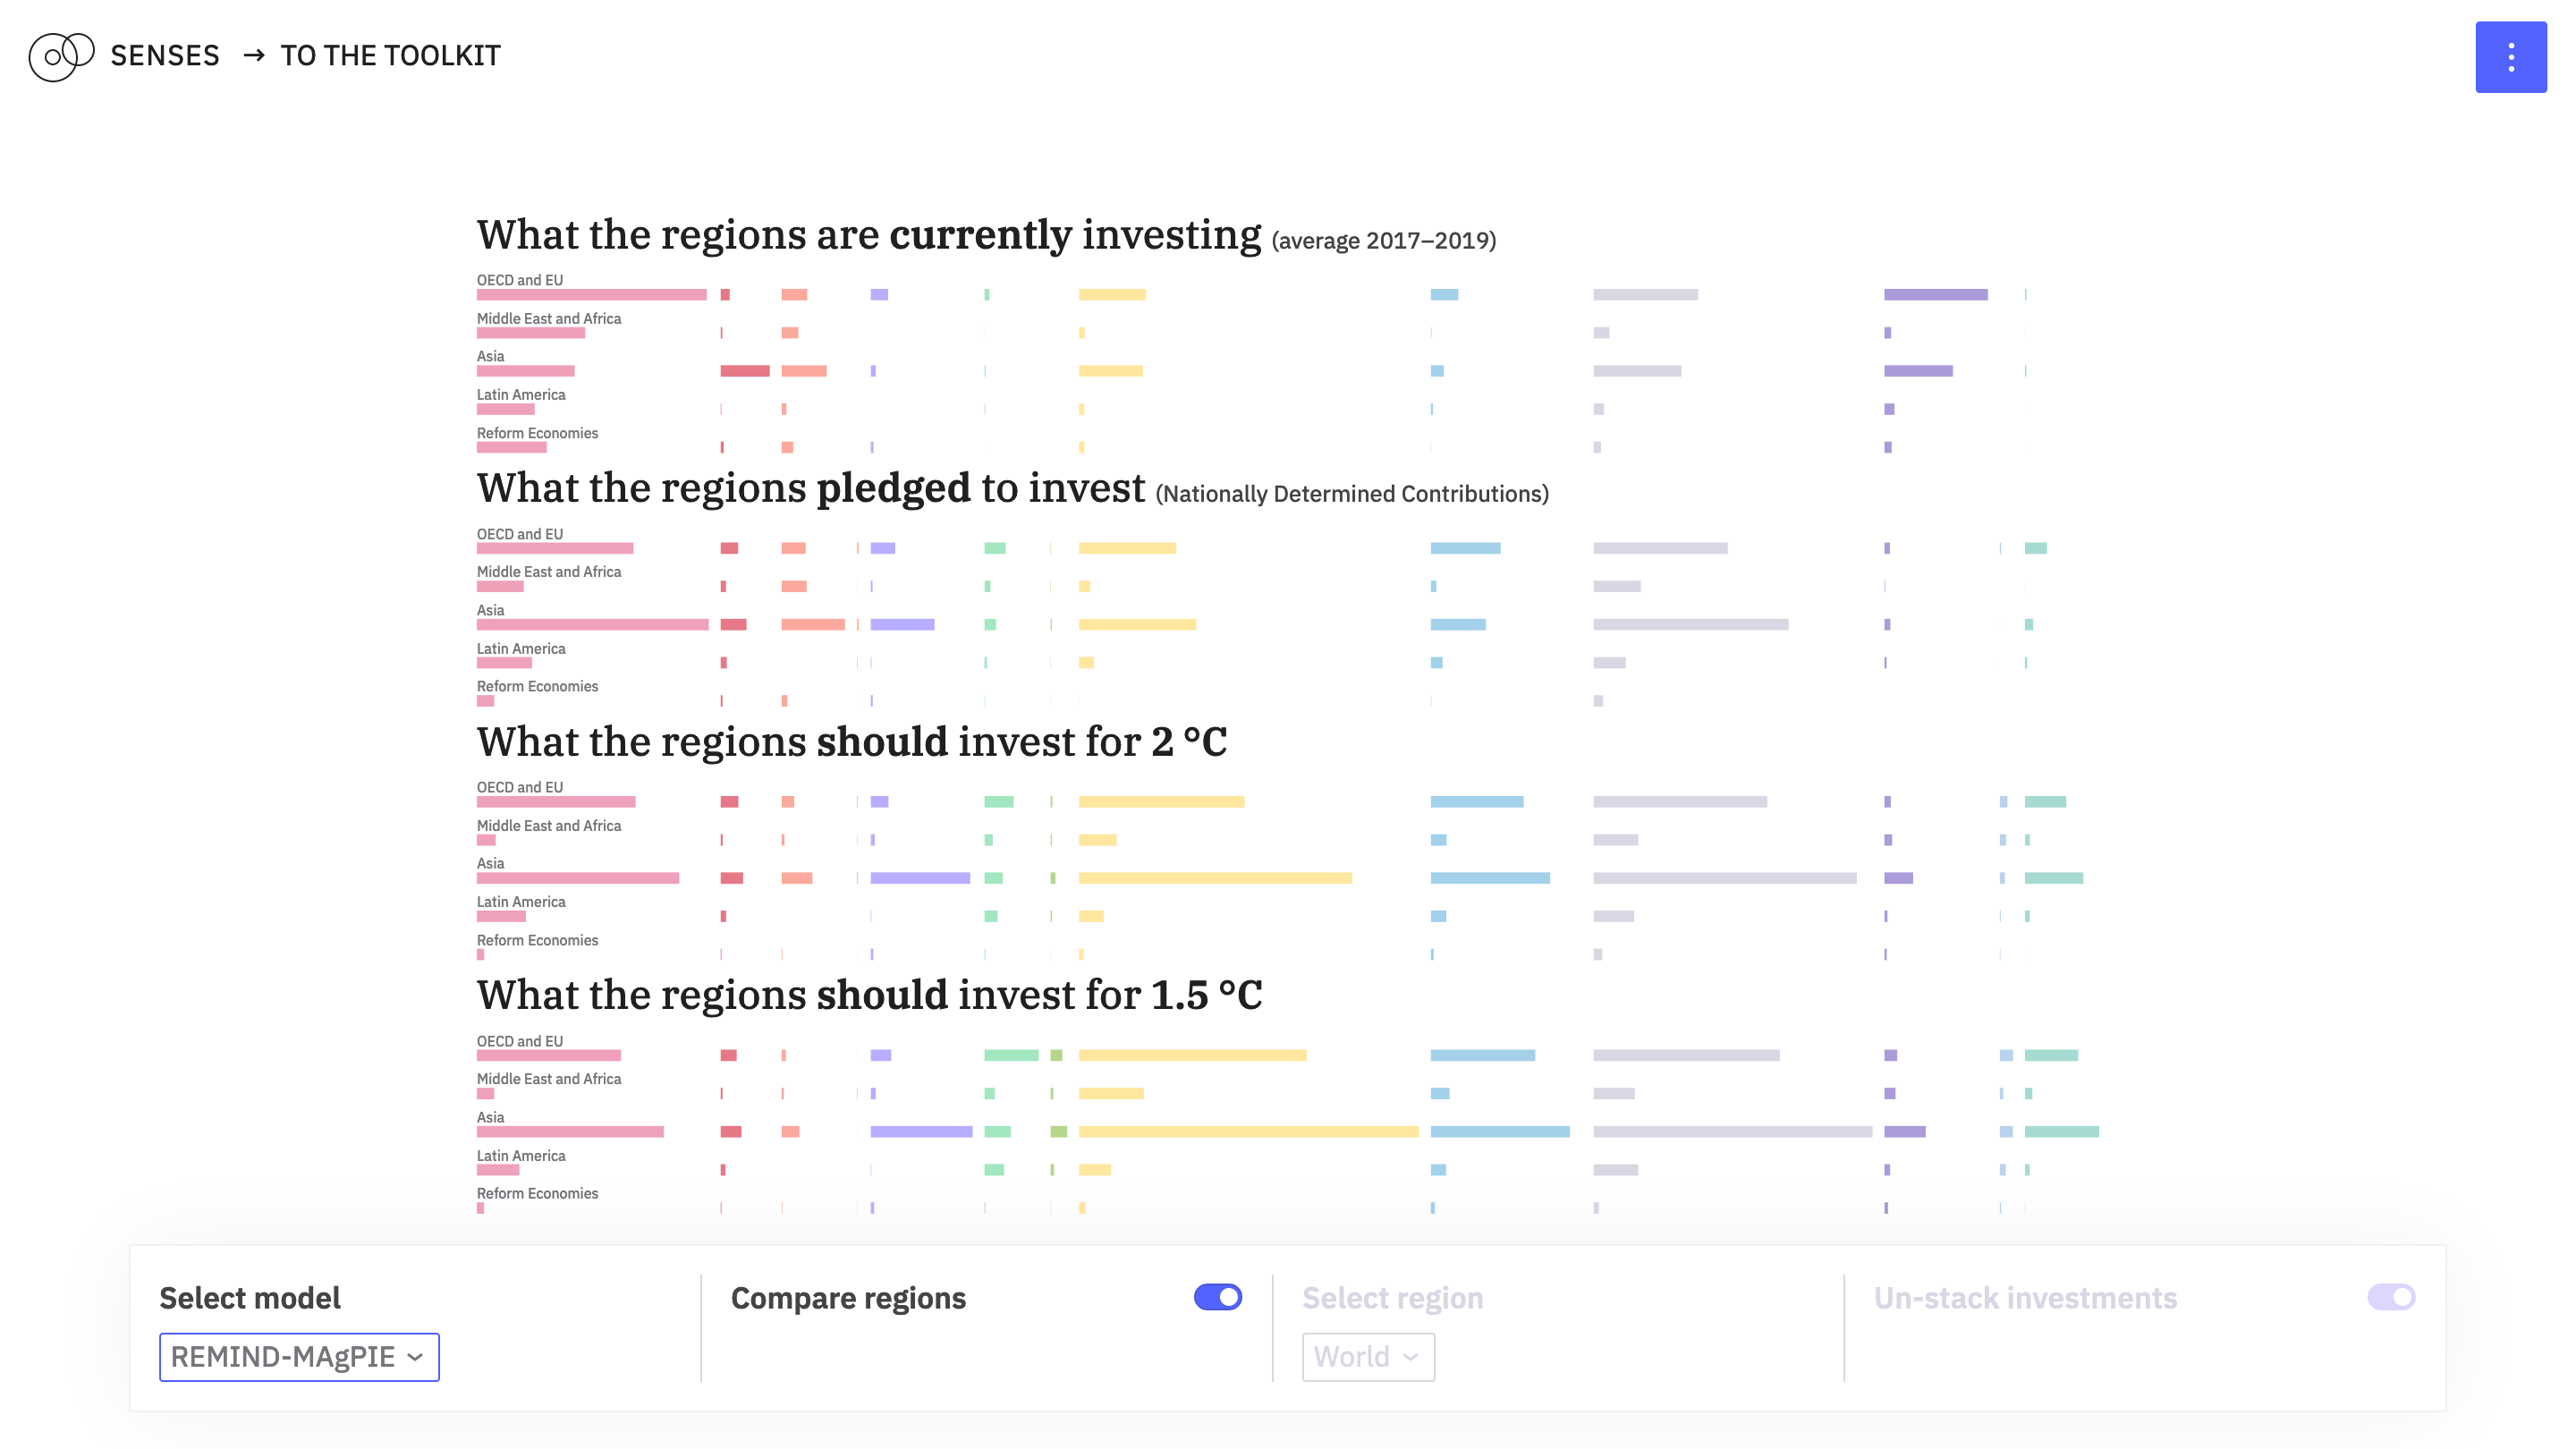 SENSES → TO THE TOOLKIT
What the regions are currently investing (average 2017–2019)
OECD and EU
Middle East and Africa
Asia
Latin America
Reform Economies
What the regions pledged to invest (Nationally Determined Contributions)
OECD and EU
Middle East and Africa
Asia
Latin America
Reform Economies
What the regions should invest for 2 °C
OECD and EU
Middle East and Africa
Asia
Latin America
Reform Economies
What the regions should invest for 1.5 °C
OECD and EU
Middle East and Africa
Asia
Latin America
Reform Economies
Select model
Compare regions
Select region
Un-stack investments
REMIND-MAgPIE
World